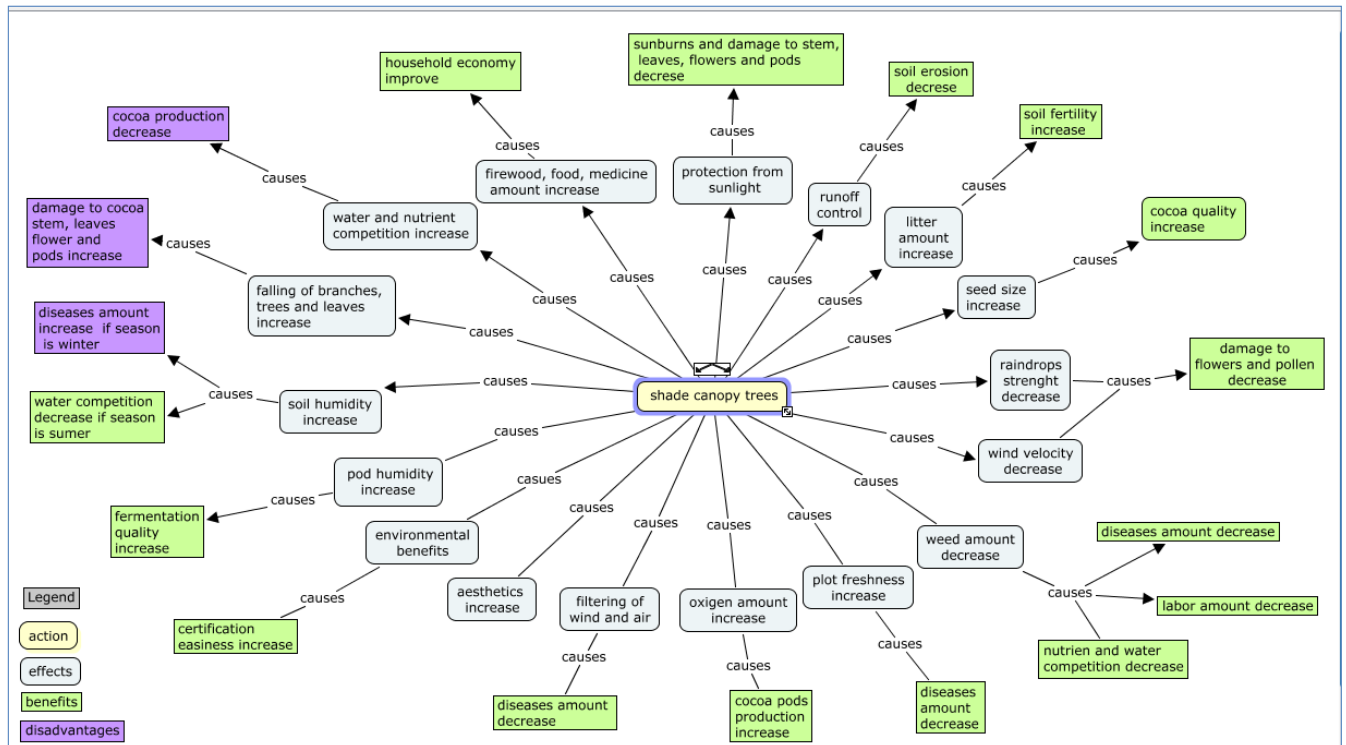 sunburns and damage to stem,
leaves, flowers and pods
decrese
household economy
improve
soil erosion
decrese
cocoa production
decrease
soil fertility
increase
causes
causes
causes
causes
causes
firewood, food, medicine
amount increase
protection from
sunlight
runoff
control
litter
amount
increase
water and nutrient
competition increase
damage to cocoa
stem, leaves
flower and
pods increase
causes
cocoa quality
increase
causes
falling of branches,
trees and leaves
increase
seed size
increase
causes
causes
causes
causes
causes
diseases amount
increase  if season
is winter
causes
causes
causes
damage to
flowers and pollen
decrease
raindrops
strenght
decrease
causes
causes
causes
causes
shade canopy trees
water competition
decrease if season
is sumer
soil humidity
increase
causes
causes
wind velocity
decrease
pod humidity
increase
causes
casues
causes
causes
causes
causes
causes
fermentation
quality
increase
environmental
benefits
weed amount
decrease
diseases amount decrease
aesthetics
increase
filtering of
wind and air
oxigen amount
increase
plot freshness
increase
causes
causes
labor amount decrease
certification
easiness increase
causes
causes
causes
nutrien and water
competition decrease
diseases amount
decrease
cocoa pods
production
increase
diseases
amount
decrease
Legend
action
effects
benefits
disadvantages